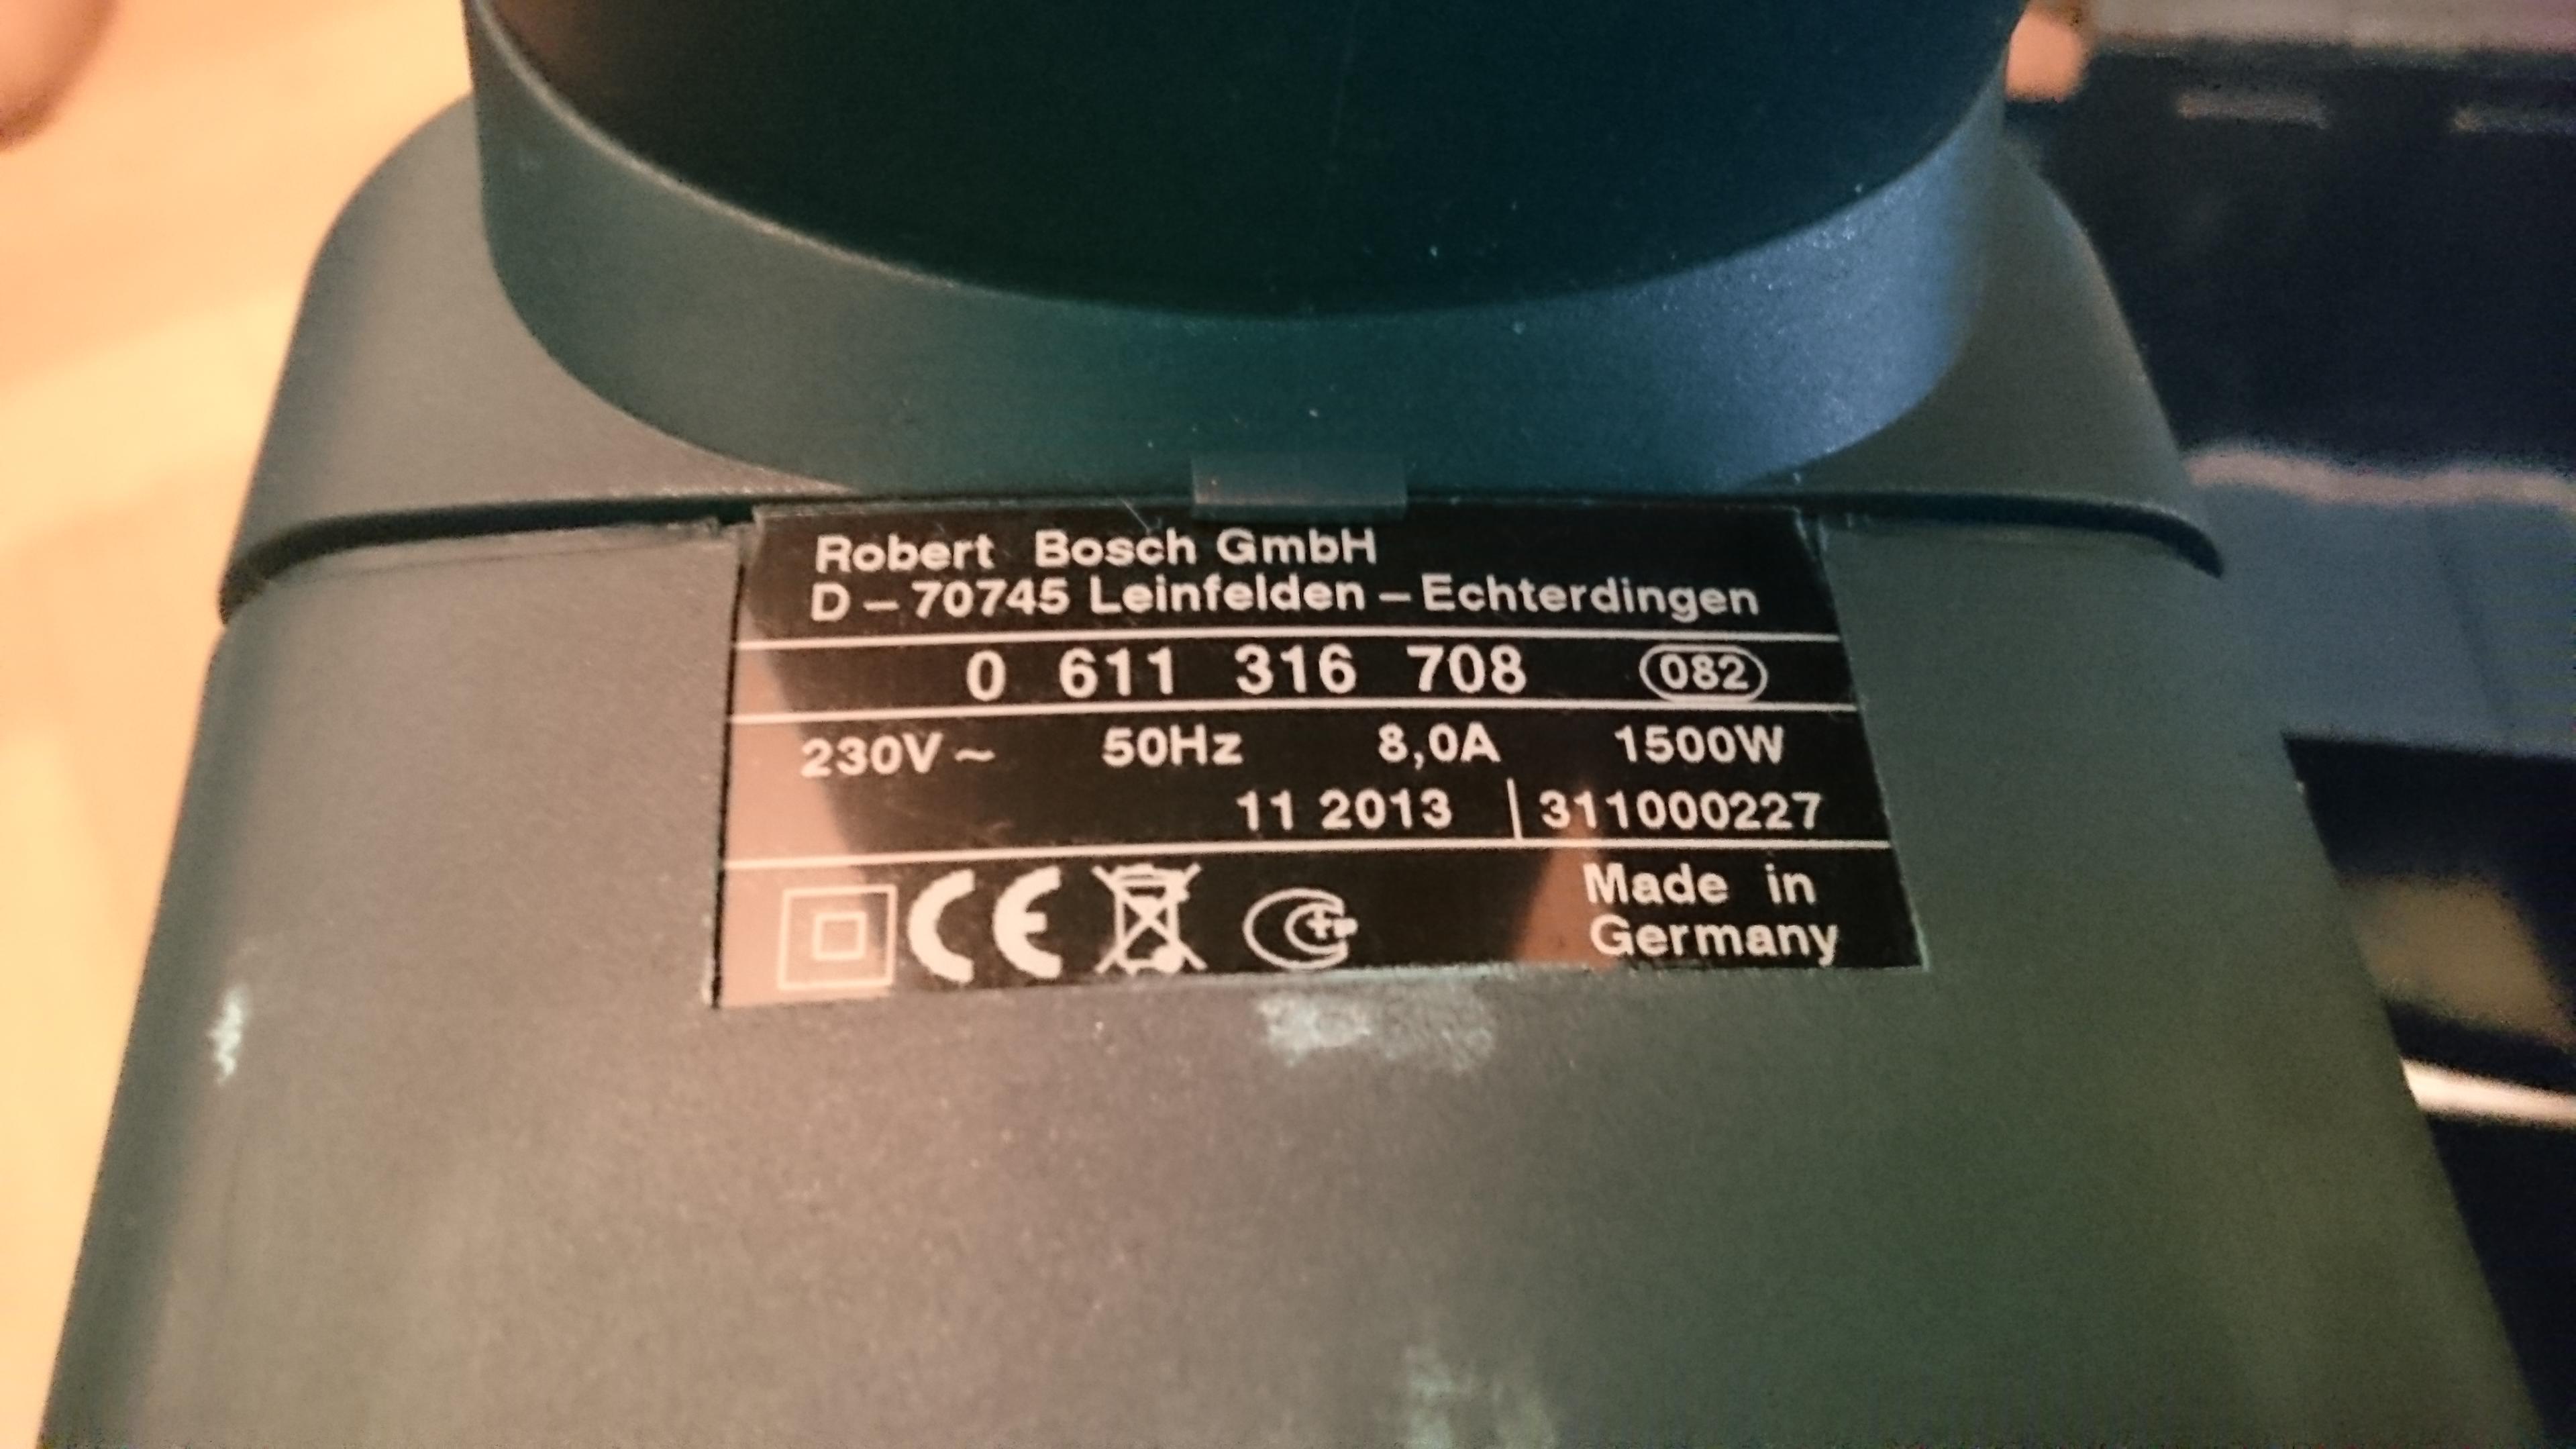 Robert Bosch GmbH
D – 70745 Leinfelden – Echterdingen
0 611 316 708 082
230V ~ 50Hz 8,0A 1500W
11 2013 | 311000227
CE
Made in
Germany